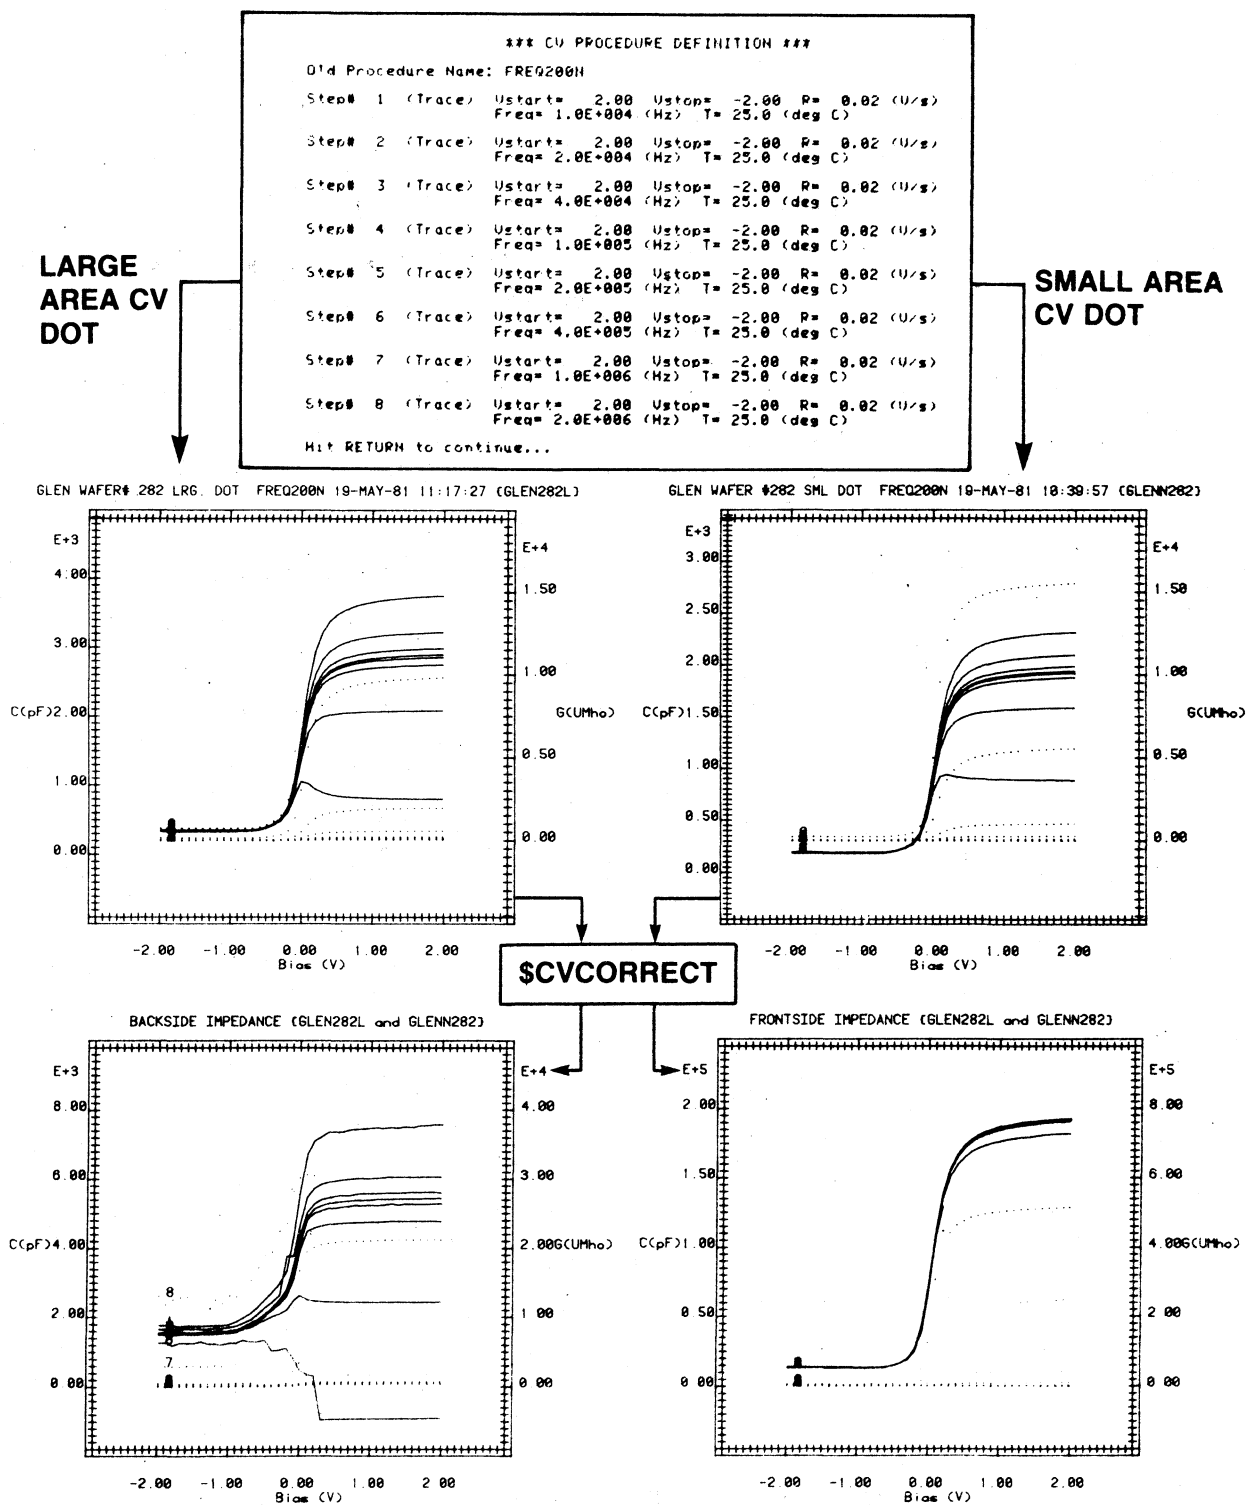 *** CV PROCEDURE DEFINITION ***
Old Procedure Name: FREQ200N
Step# 1 (Trace) Vstart= 2.00 Vstop= -2.00 R= 0.02 (V/s)
Freq= 1.0E+004 (Hz) T= 25.0 (deg C)
Step# 2 (Trace) Vstart= 2.00 Vstop= -2.00 R= 0.02 (V/s)
Freq= 2.0E+004 (Hz) T= 25.0 (deg C)
Step# 3 (Trace) Vstart= 2.00 Vstop= -2.00 R= 0.02 (V/s)
Freq= 4.0E+004 (Hz) T= 25.0 (deg C)
Step# 4 (Trace) Vstart= 2.00 Vstop= -2.00 R= 0.02 (V/s)
Freq= 1.0E+005 (Hz) T= 25.0 (deg C)
Step# 5 (Trace) Vstart= 2.00 Vstop= -2.00 R= 0.02 (V/s)
Freq= 2.0E+005 (Hz) T= 25.0 (deg C)
Step# 6 (Trace) Vstart= 2.00 Vstop= -2.00 R= 0.02 (V/s)
Freq= 4.0E+005 (Hz) T= 25.0 (deg C)
Step# 7 (Trace) Vstart= 2.00 Vstop= -2.00 R= 0.02 (V/s)
Freq= 1.0E+006 (Hz) T= 25.0 (deg C)
Step# 8 (Trace) Vstart= 2.00 Vstop= -2.00 R= 0.02 (V/s)
Freq= 2.0E+006 (Hz) T= 25.0 (deg C)
Hit RETURN to continue...
LARGE
AREA CV
DOT
SMALL AREA
CV DOT
GLEN WAFER# 282 LRG. DOT FREQ200N 19-MAY-81 11:17:27 (GLEN282L)
E+3
4.00
3.00
C(pF)2.00
1.00
0.00
E+4
1.50
1.00
G(UMho)
0.50
0.00
-2.00 -1.00 0.00 1.00 2.00
Bias (V)
GLEN WAFER #282 SML DOT FREQ200N 19-MAY-81 10:39:57 (GLENN282)
E+3
3.00
2.50
2.00
C(pF)1.50
1.00
0.50
0.00
E+4
1.50
1.00
G(UMho)
0.50
0.00
-2.00 -1.00 0.00 1.00 2.00
Bias (V)
$CVCORRECT
BACKSIDE IMPEDANCE (GLEN282L and GLENN282)
E+3
8.00
6.00
C(pF)4.00
2.00
0 00
8
7
E+4
4.00
3.00
2.00G(UMho)
1 00
0 00
-2.00 -1.00 0.00 1.00 2 00
Bias (V)
FRONTSIDE IMPEDANCE (GLEN282L and GLENN282)
E+5
2 00
1.50
C(pF)1.00
0 50
0 00
E+5
8.00
6.00
4.00G(UMho)
2 00
0 00
-2.00 -1.00 0.00 1.00 2.00
Bias (V)